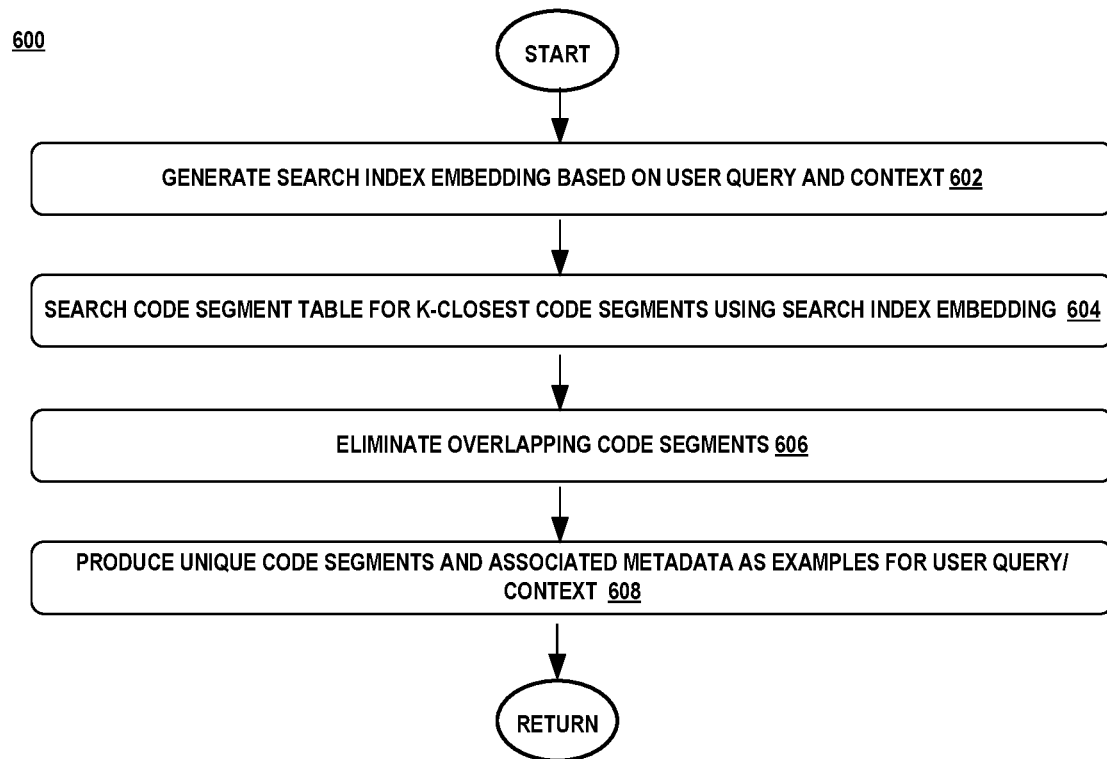 600
START
GENERATE SEARCH INDEX EMBEDDING BASED ON USER QUERY AND CONTEXT 602
SEARCH CODE SEGMENT TABLE FOR K-CLOSEST CODE SEGMENTS USING SEARCH INDEX EMBEDDING 604
ELIMINATE OVERLAPPING CODE SEGMENTS 606
PRODUCE UNIQUE CODE SEGMENTS AND ASSOCIATED METADATA AS EXAMPLES FOR USER QUERY/
CONTEXT 608
RETURN